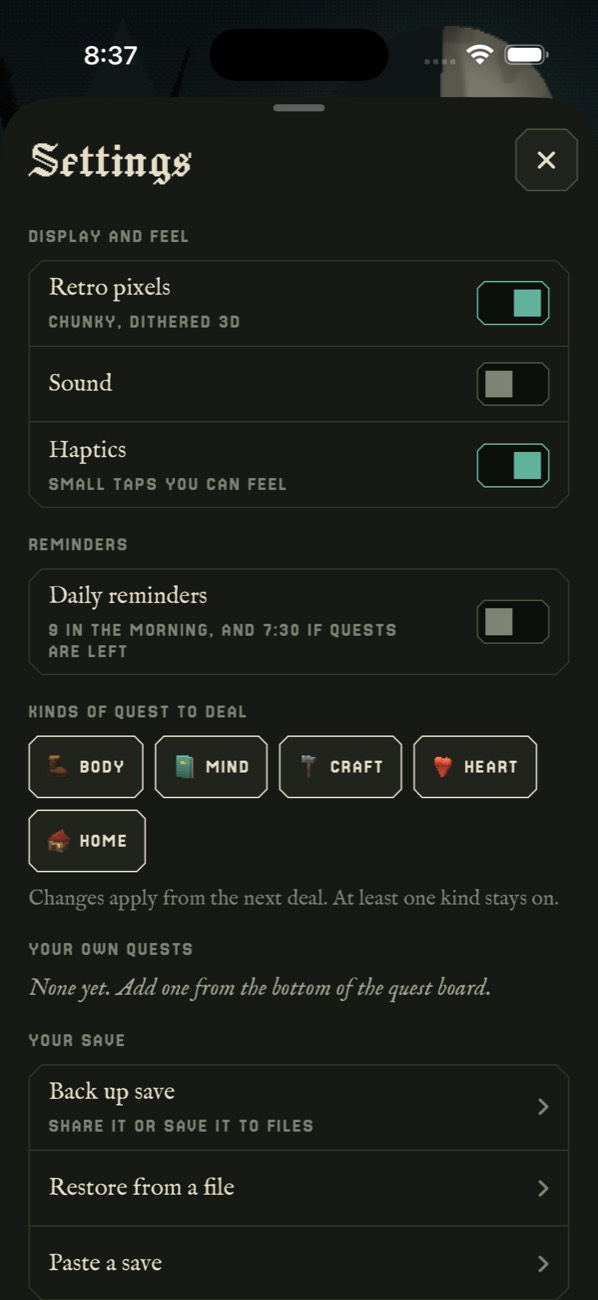 8:37
Settings
DISPLAY AND FEEL
Retro pixels
CHUNKY, DITHERED 3D
Sound
Haptics
SMALL TAPS YOU CAN FEEL
REMINDERS
Daily reminders
9 IN THE MORNING, AND 7:30 IF QUESTS
ARE LEFT
KINDS OF QUEST TO DEAL
BODY MIND CRAFT HEART
HOME
Changes apply from the next deal. At least one kind stays on.
YOUR OWN QUESTS
None yet. Add one from the bottom of the quest board.
YOUR SAVE
Back up save
SHARE IT OR SAVE IT TO FILES
Restore from a file
Paste a save